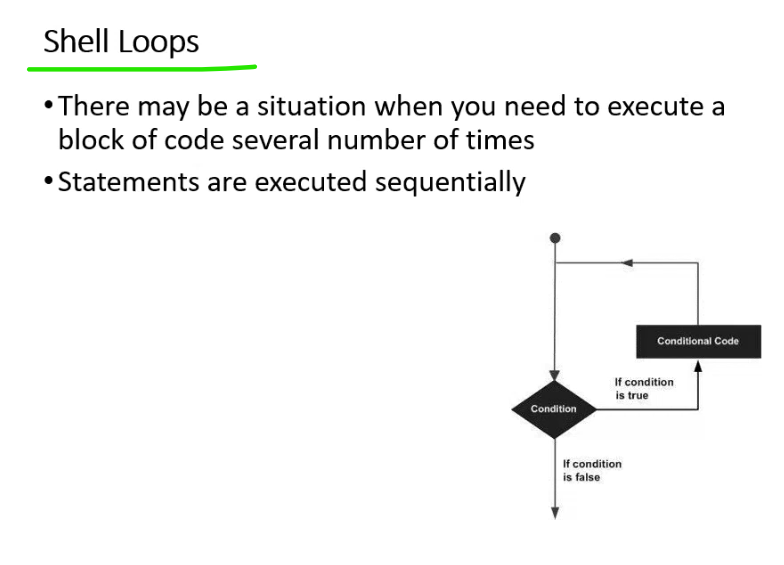 Shell Loops
•There may be a situation when you need to execute a
block of code several number of times
•Statements are executed sequentially
Conditional Code
If condition
is true
Condition
If condition
is false